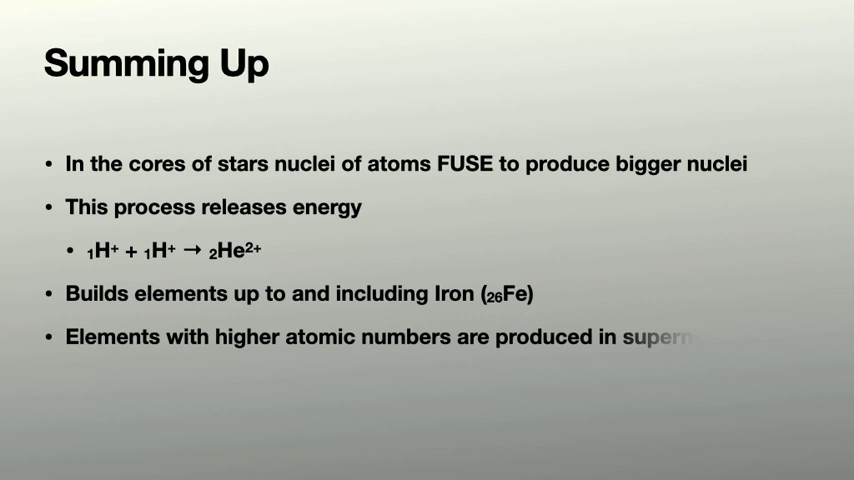 Summing Up
• In the cores of stars nuclei of atoms FUSE to produce bigger nuclei
• This process releases energy
• ₁H⁺ + ₁H⁺ → ₂He²⁺
• Builds elements up to and including Iron (₂₆Fe)
• Elements with higher atomic numbers are produced in